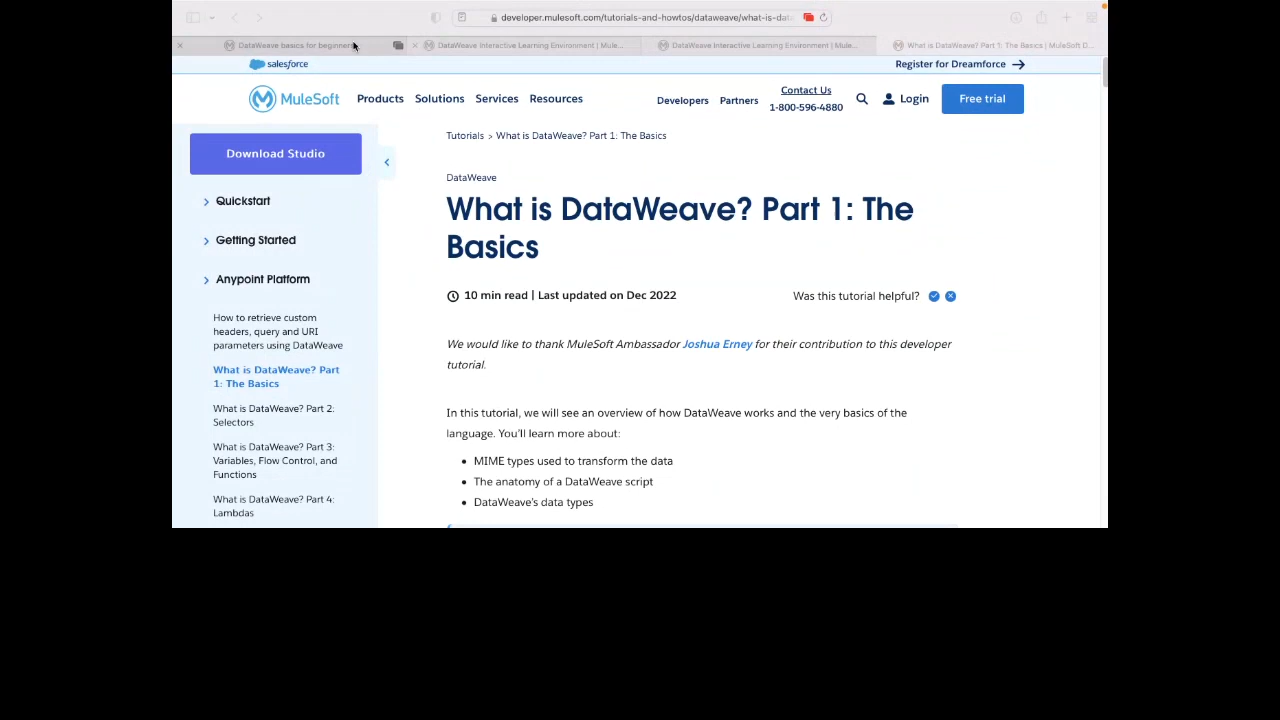 developer.mulesoft.com/tutorials-and-howtos/dataweave/what-is-dat
DataWeave basics for beginners
DataWeave Interactive Learning Environment | Mule...
DataWeave Interactive Learning Environment | Mule...
What is DataWeave? Part 1: The Basics | MuleSoft D...
salesforce
Register for Dreamforce
MuleSoft
Products
Solutions
Services
Resources
Developers
Partners
Contact Us
1-800-596-4880
Login
Free trial
Download Studio
Quickstart
Getting Started
Anypoint Platform
How to retrieve custom
headers, query and URI
parameters using DataWeave
What is DataWeave? Part
1: The Basics
What is DataWeave? Part 2:
Selectors
What is DataWeave? Part 3:
Variables, Flow Control, and
Functions
What is DataWeave? Part 4:
Lambdas
Tutorials > What is DataWeave? Part 1: The Basics
DataWeave
What is DataWeave? Part 1: The
Basics
10 min read | Last updated on Dec 2022
Was this tutorial helpful?
We would like to thank MuleSoft Ambassador Joshua Erney for their contribution to this developer
tutorial.
In this tutorial, we will see an overview of how DataWeave works and the very basics of the
language. You'll learn more about:
• MIME types used to transform the data
• The anatomy of a DataWeave script
• DataWeave's data types